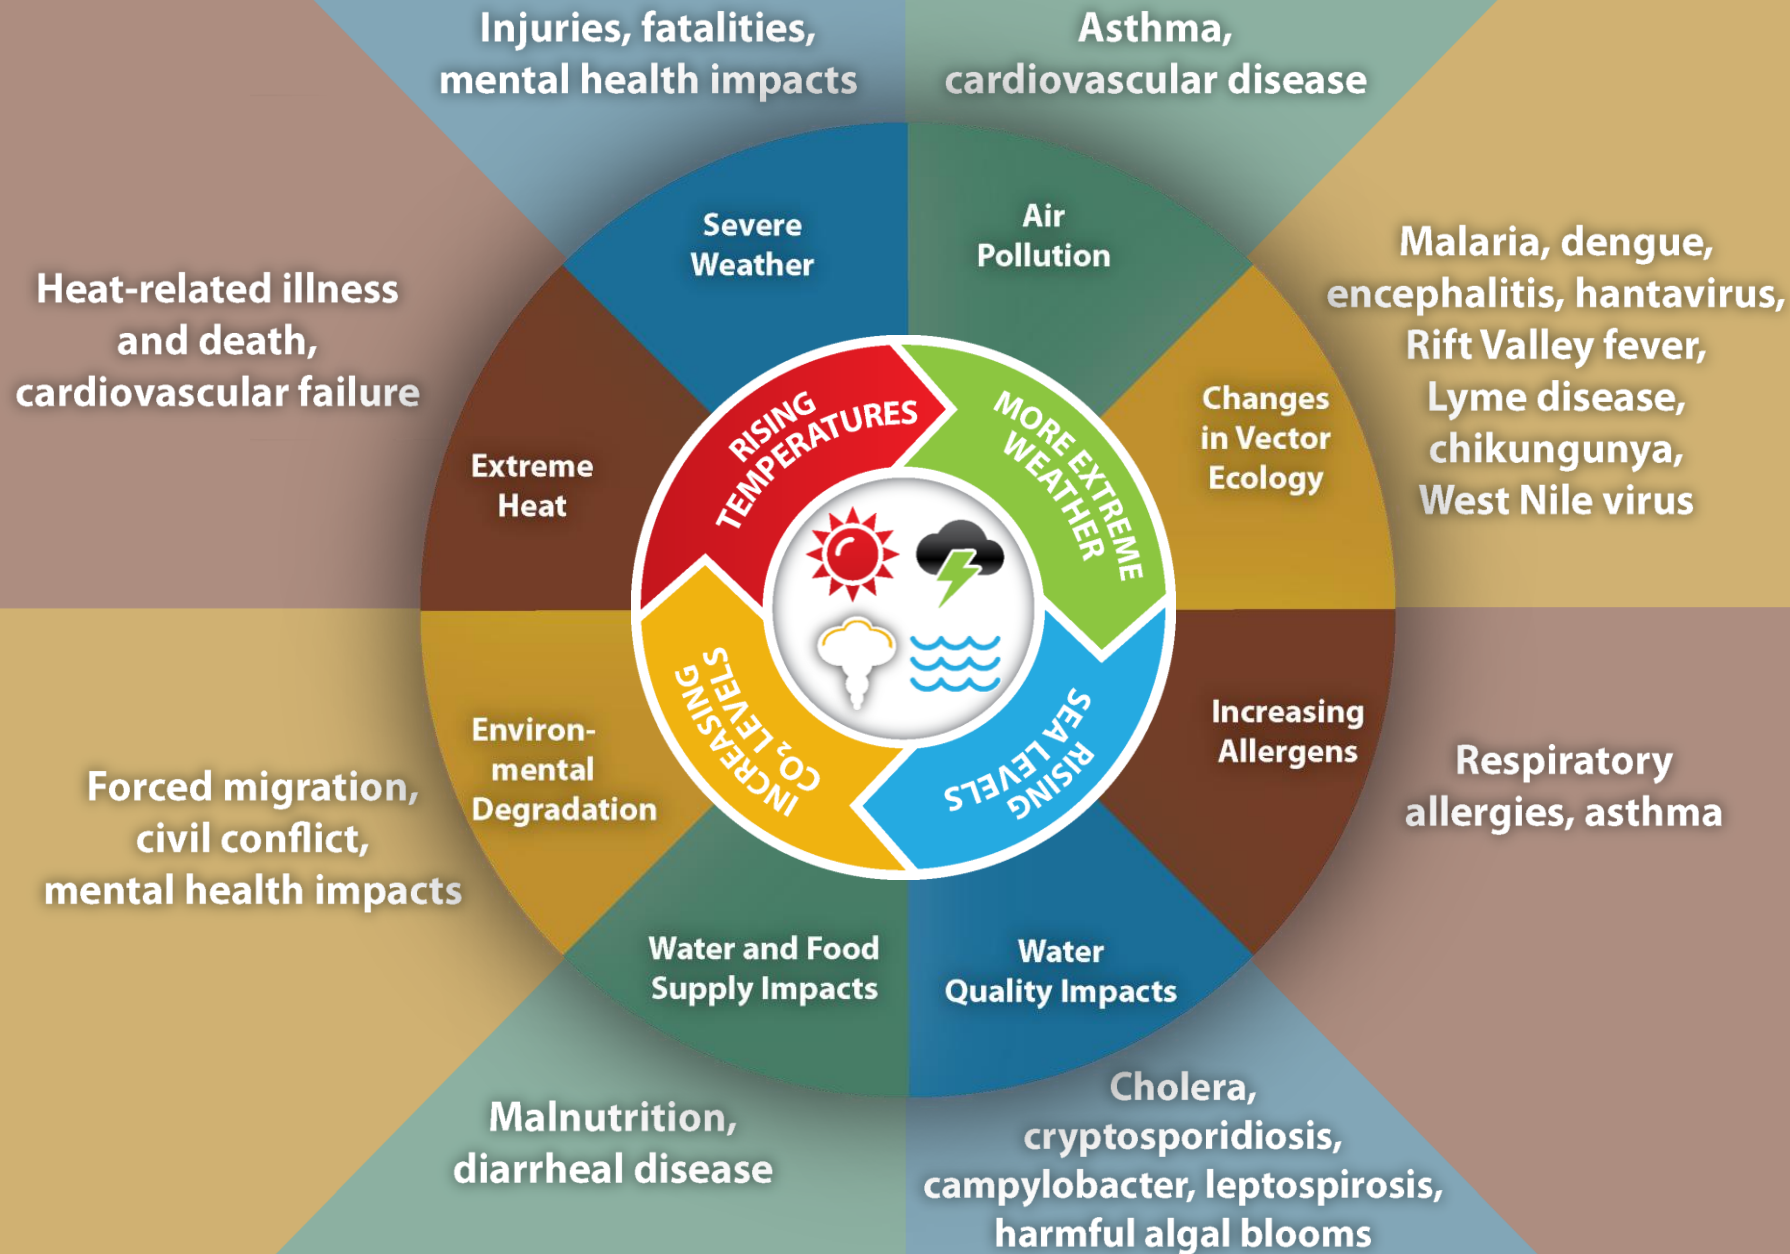 Injuries, fatalities,
mental health impacts
Asthma,
cardiovascular disease
Severe
Weather
Air
Pollution
Malaria, dengue,
encephalitis, hantavirus,
Rift Valley fever,
Lyme disease,
chikungunya,
West Nile virus
Heat-related illness
and death,
cardiovascular failure
Changes
in Vector
Ecology
Extreme
Heat
RISING
TEMPERATURES
MORE EXTREME
WEATHER
INCREASING
CO₂ LEVELS
RISING
SEA LEVELS
Increasing
Allergens
Environ-
mental
Degradation
Respiratory
allergies, asthma
Forced migration,
civil conflict,
mental health impacts
Water and Food
Supply Impacts
Water
Quality Impacts
Malnutrition,
diarrheal disease
Cholera,
cryptosporidiosis,
campylobacter, leptospirosis,
harmful algal blooms